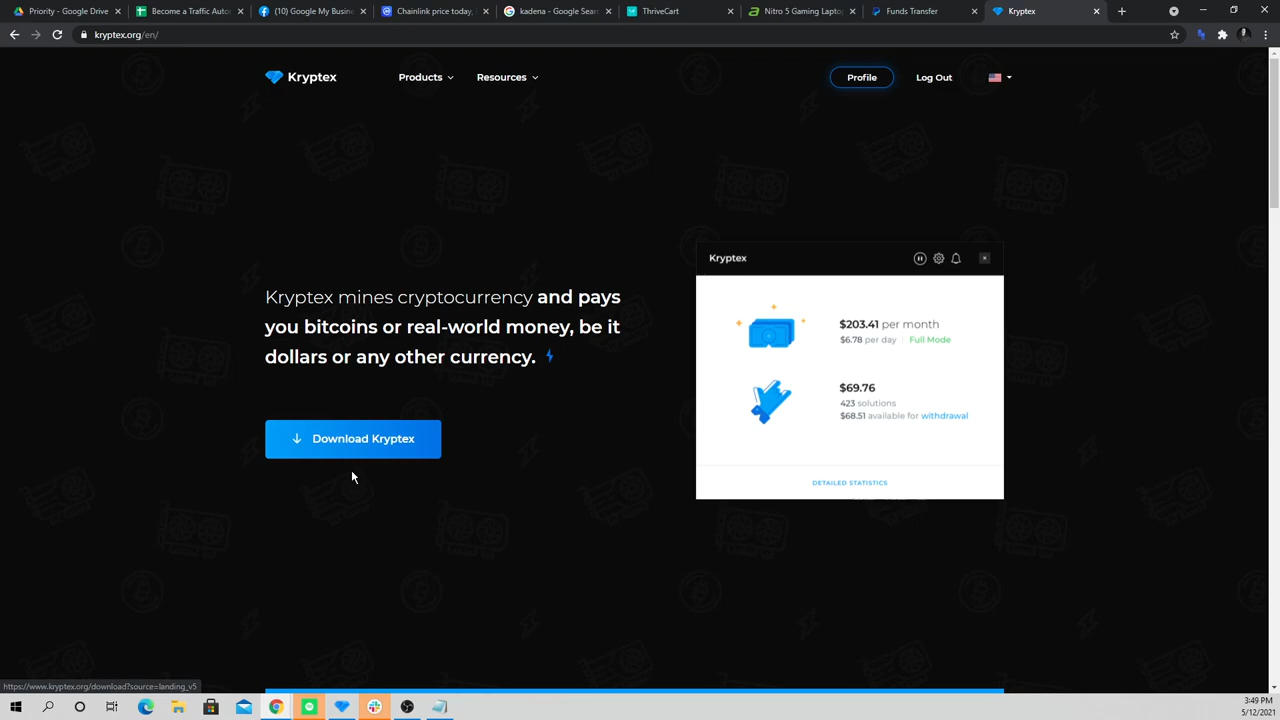 Priority - Google Drive
Become a Traffic Autor
(10) Google My Busine
Chainlink price today,
kadena - Google Sear
ThriveCart
Nitro 5 Gaming Lapto
Funds Transfer
Kryptex
kryptex.org/en/
Kryptex
Products
Resources
Profile
Log Out
Kryptex mines cryptocurrency and pays
you bitcoins or real-world money, be it
dollars or any other currency.
Download Kryptex
Kryptex
$203.41 per month
$6.78 per day
Full Mode
$69.76
423 solutions
$68.51 available for withdrawal
DETAILED STATISTICS
https://www.kryptex.org/download?source=landing_v5
3:49 PM
5/12/2021